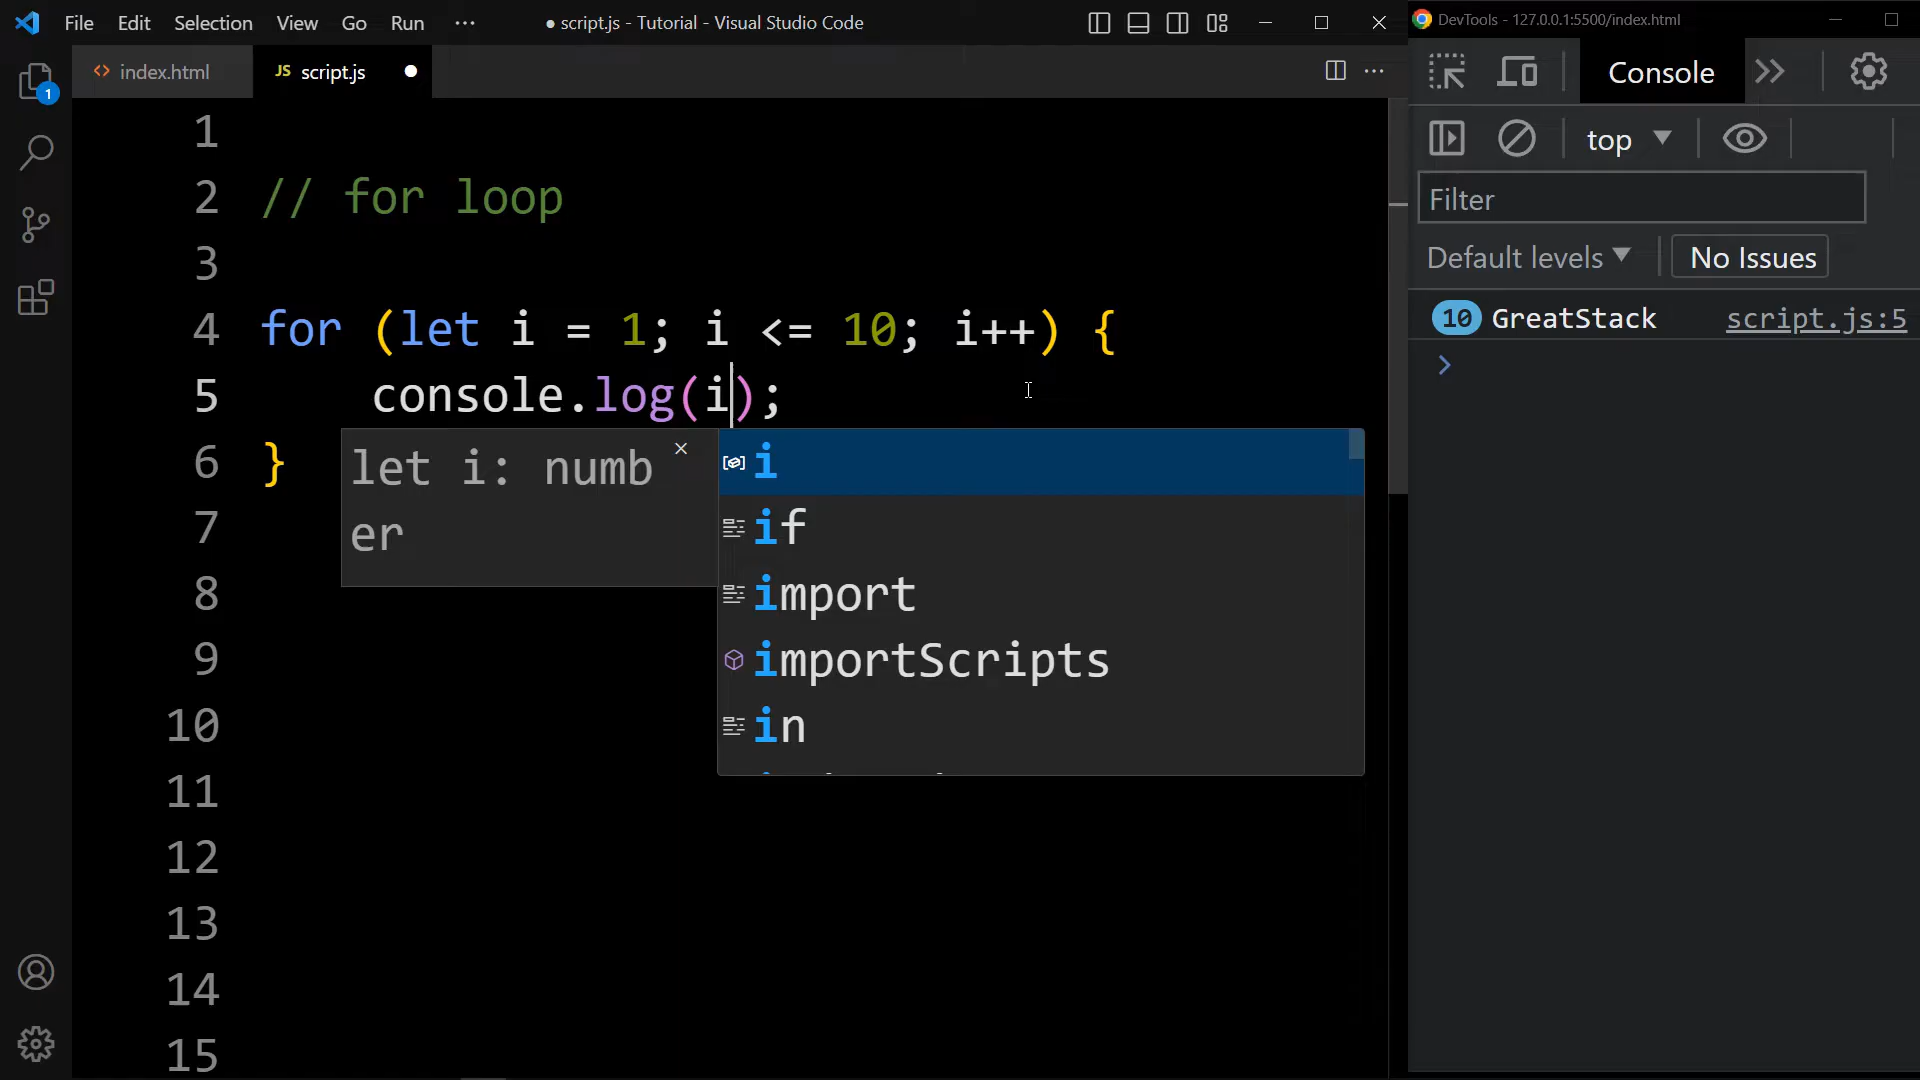 File Edit Selection View Go Run ··· ● script.js - Tutorial - Visual Studio Code
DevTools - 127.0.0.1:5500/index.html
index.html
JS script.js ●
Console
1
top
Filter
Default levels
No Issues
10 GreatStack script.js:5
1
2 // for loop
3
4 for (let i = 1; i <= 10; i++) {
5 console.log(i);
6 }
7
8
9
10
11
12
13
14
15
let i: numb
er
i
if
import
importScripts
in